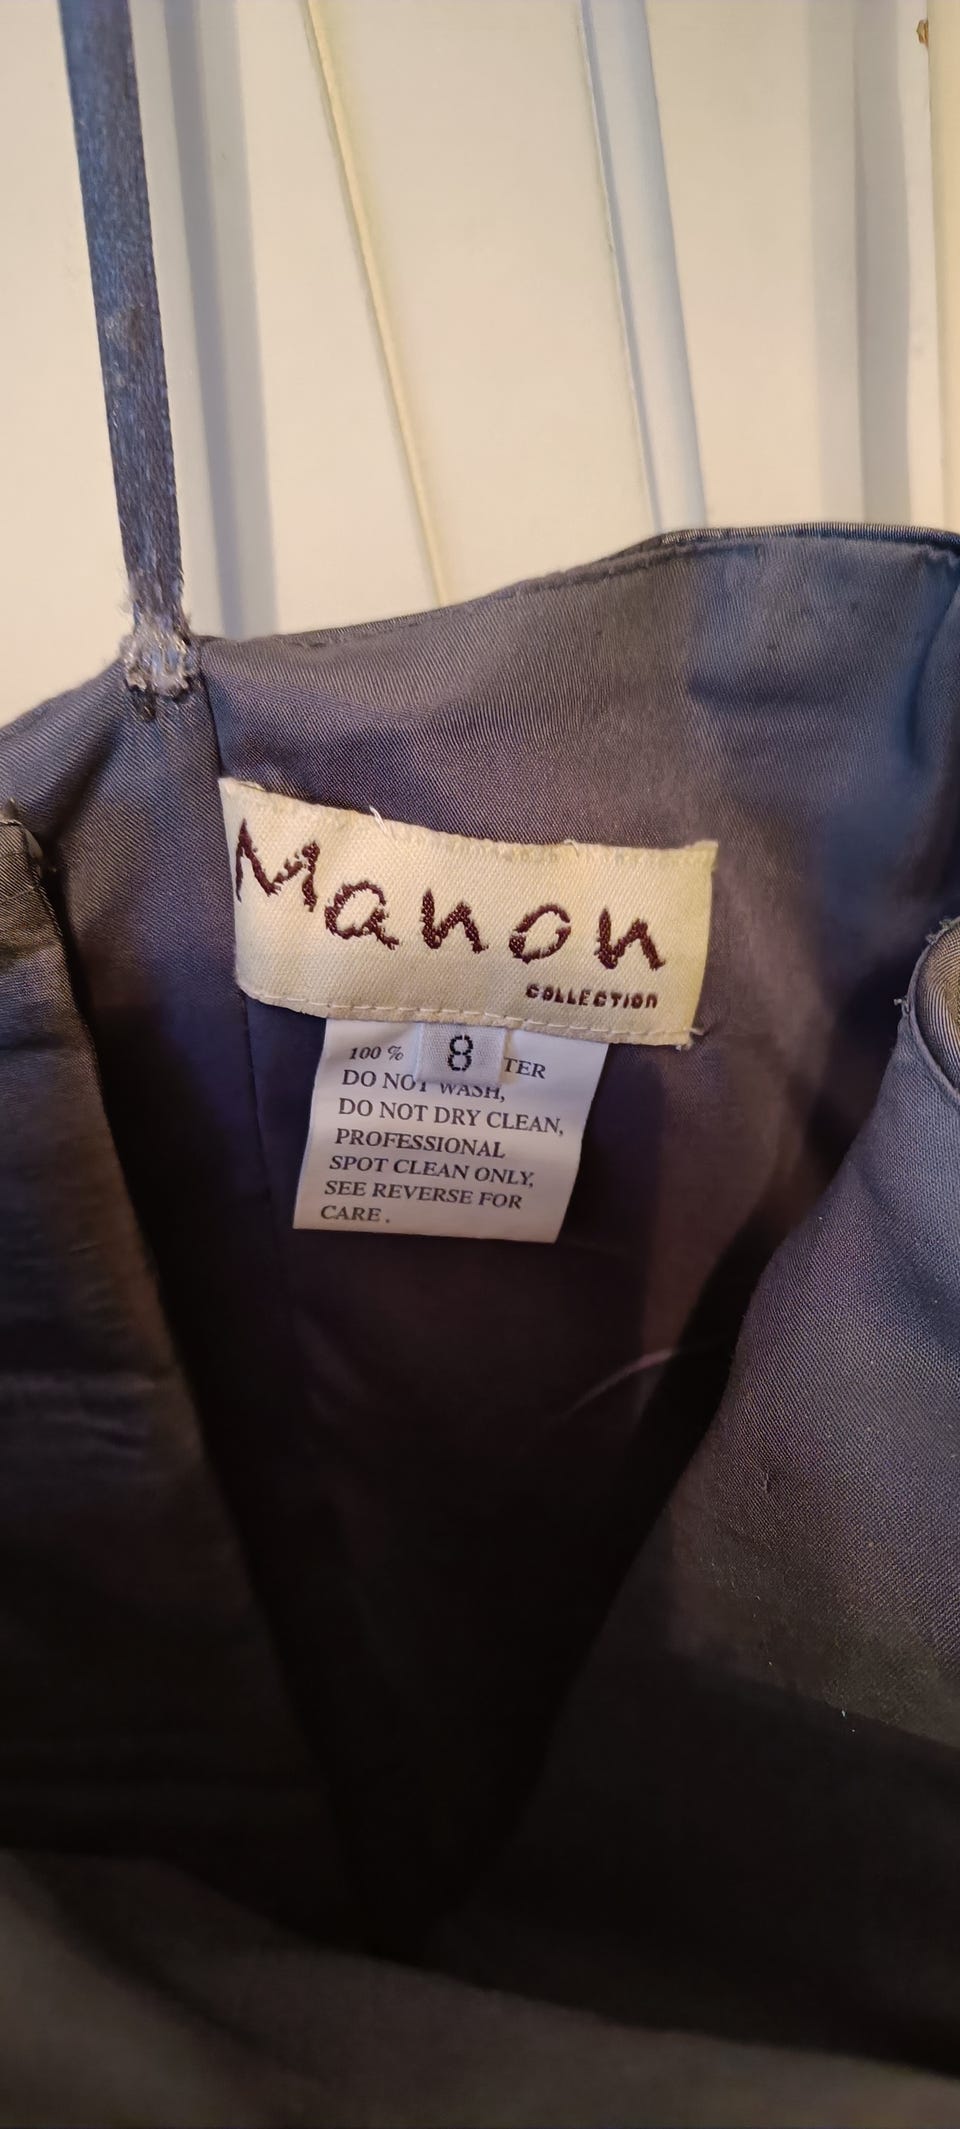 Manon
COLLECTION
8
100 % TER
DO NOT WASH,
DO NOT DRY CLEAN,
PROFESSIONAL
SPOT CLEAN ONLY,
SEE REVERSE FOR
CARE .